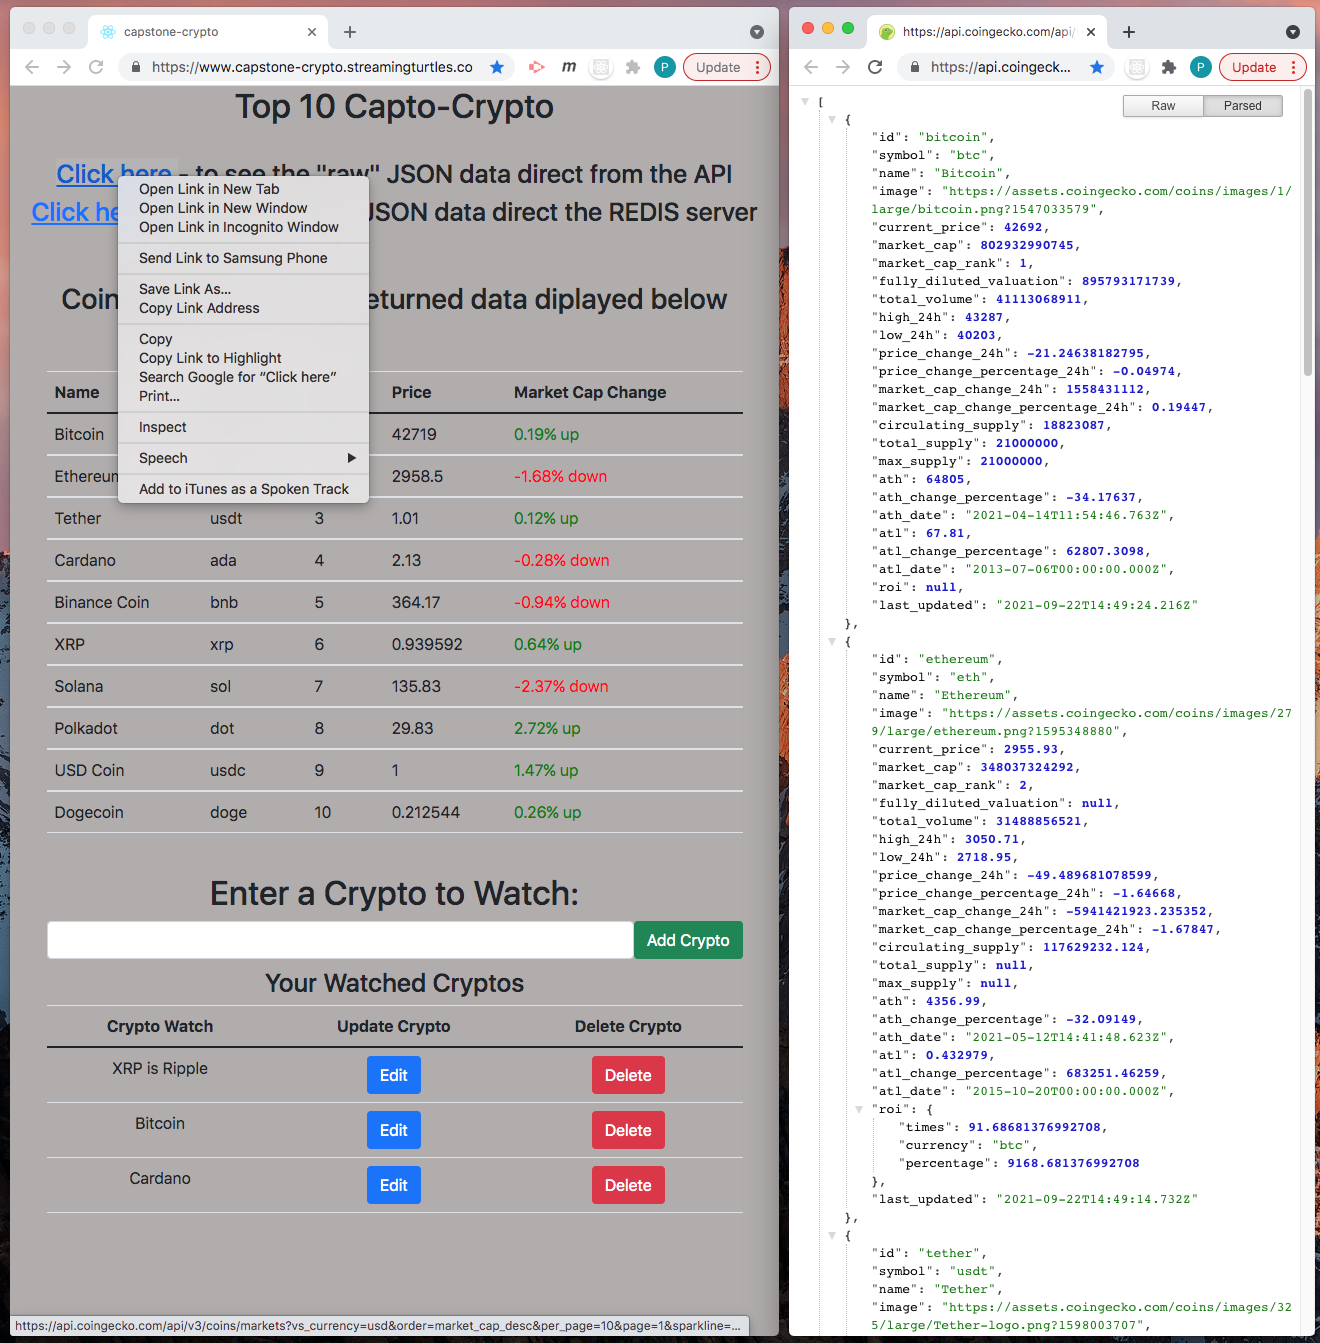 capstone-crypto
https://www.capstone-crypto.streamingturtles.co
m
P
Update
Top 10 Capto-Crypto
Click here - to see the "raw" JSON data direct from the API
Click he JSON data direct the REDIS server
Open Link in New Tab
Open Link in New Window
Open Link in Incognito Window
Send Link to Samsung Phone
Save Link As...
Copy Link Address
Copy
Copy Link to Highlight
Search Google for “Click here”
Print...
Inspect
Speech
Add to iTunes as a Spoken Track
Coin eturned data diplayed below
Name Price Market Cap Change
Bitcoin 42719 0.19% up
Ethereum 2958.5 -1.68% down
Tether usdt 3 1.01 0.12% up
Cardano ada 4 2.13 -0.28% down
Binance Coin bnb 5 364.17 -0.94% down
XRP xrp 6 0.939592 0.64% up
Solana sol 7 135.83 -2.37% down
Polkadot dot 8 29.83 2.72% up
USD Coin usdc 9 1 1.47% up
Dogecoin doge 10 0.212544 0.26% up
Enter a Crypto to Watch:
Add Crypto
Your Watched Cryptos
Crypto Watch Update Crypto Delete Crypto
XRP is Ripple Edit Delete
Bitcoin Edit Delete
Cardano Edit Delete
https://api.coingecko.com/api/v3/coins/markets?vs_currency=usd&order=market_cap_desc&per_page=10&page=1&sparkline=...
https://api.coingecko.com/api/
https://api.coingeck...
P
Update
Raw Parsed
[
{
"id": "bitcoin",
"symbol": "btc",
"name": "Bitcoin",
"image": "https://assets.coingecko.com/coins/images/1/
large/bitcoin.png?1547033579",
"current_price": 42692,
"market_cap": 802932990745,
"market_cap_rank": 1,
"fully_diluted_valuation": 895793171739,
"total_volume": 41113068911,
"high_24h": 43287,
"low_24h": 40203,
"price_change_24h": -21.24638182795,
"price_change_percentage_24h": -0.04974,
"market_cap_change_24h": 1558431112,
"market_cap_change_percentage_24h": 0.19447,
"circulating_supply": 18823087,
"total_supply": 21000000,
"max_supply": 21000000,
"ath": 64805,
"ath_change_percentage": -34.17637,
"ath_date": "2021-04-14T11:54:46.763Z",
"atl": 67.81,
"atl_change_percentage": 62807.3098,
"atl_date": "2013-07-06T00:00:00.000Z",
"roi": null,
"last_updated": "2021-09-22T14:49:24.216Z"
},
{
"id": "ethereum",
"symbol": "eth",
"name": "Ethereum",
"image": "https://assets.coingecko.com/coins/images/27
9/large/ethereum.png?1595348880",
"current_price": 2955.93,
"market_cap": 348037324292,
"market_cap_rank": 2,
"fully_diluted_valuation": null,
"total_volume": 31488856521,
"high_24h": 3050.71,
"low_24h": 2718.95,
"price_change_24h": -49.489681078599,
"price_change_percentage_24h": -1.64668,
"market_cap_change_24h": -5941421923.235352,
"market_cap_change_percentage_24h": -1.67847,
"circulating_supply": 117629232.124,
"total_supply": null,
"max_supply": null,
"ath": 4356.99,
"ath_change_percentage": -32.09149,
"ath_date": "2021-05-12T14:41:48.623Z",
"atl": 0.432979,
"atl_change_percentage": 683251.46259,
"atl_date": "2015-10-20T00:00:00.000Z",
"roi": {
"times": 91.68681376992708,
"currency": "btc",
"percentage": 9168.681376992708
},
"last_updated": "2021-09-22T14:49:14.732Z"
},
{
"id": "tether",
"symbol": "usdt",
"name": "Tether",
"image": "https://assets.coingecko.com/coins/images/32
5/large/Tether-logo.png?1598003707",